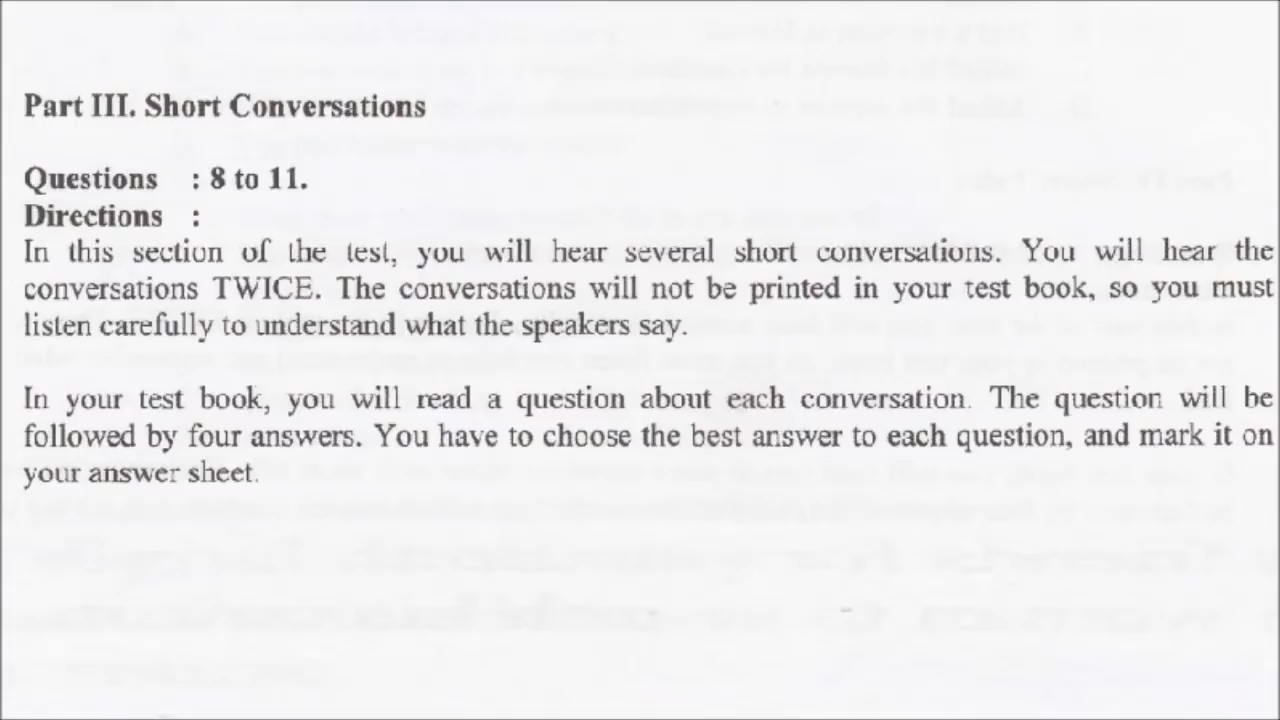 Part III. Short Conversations
Questions : 8 to 11.
Directions :
In this section of the test, you will hear several short conversations. You will hear the
conversations TWICE. The conversations will not be printed in your test book, so you must
listen carefully to understand what the speakers say.
In your test book, you will read a question about each conversation. The question will be
followed by four answers. You have to choose the best answer to each question, and mark it on
your answer sheet.